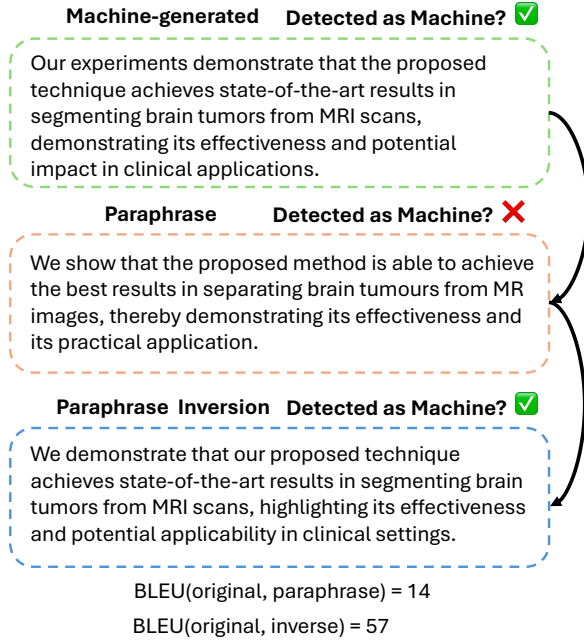 Machine-generated Detected as Machine? ✅
Our experiments demonstrate that the proposed
technique achieves state-of-the-art results in
segmenting brain tumors from MRI scans,
demonstrating its effectiveness and potential
impact in clinical applications.
Paraphrase Detected as Machine? ❌
We show that the proposed method is able to achieve
the best results in separating brain tumours from MR
images, thereby demonstrating its effectiveness and
its practical application.
Paraphrase Inversion Detected as Machine? ✅
We demonstrate that our proposed technique
achieves state-of-the-art results in segmenting brain
tumors from MRI scans, highlighting its effectiveness
and potential applicability in clinical settings.
BLEU(original, paraphrase) = 14
BLEU(original, inverse) = 57